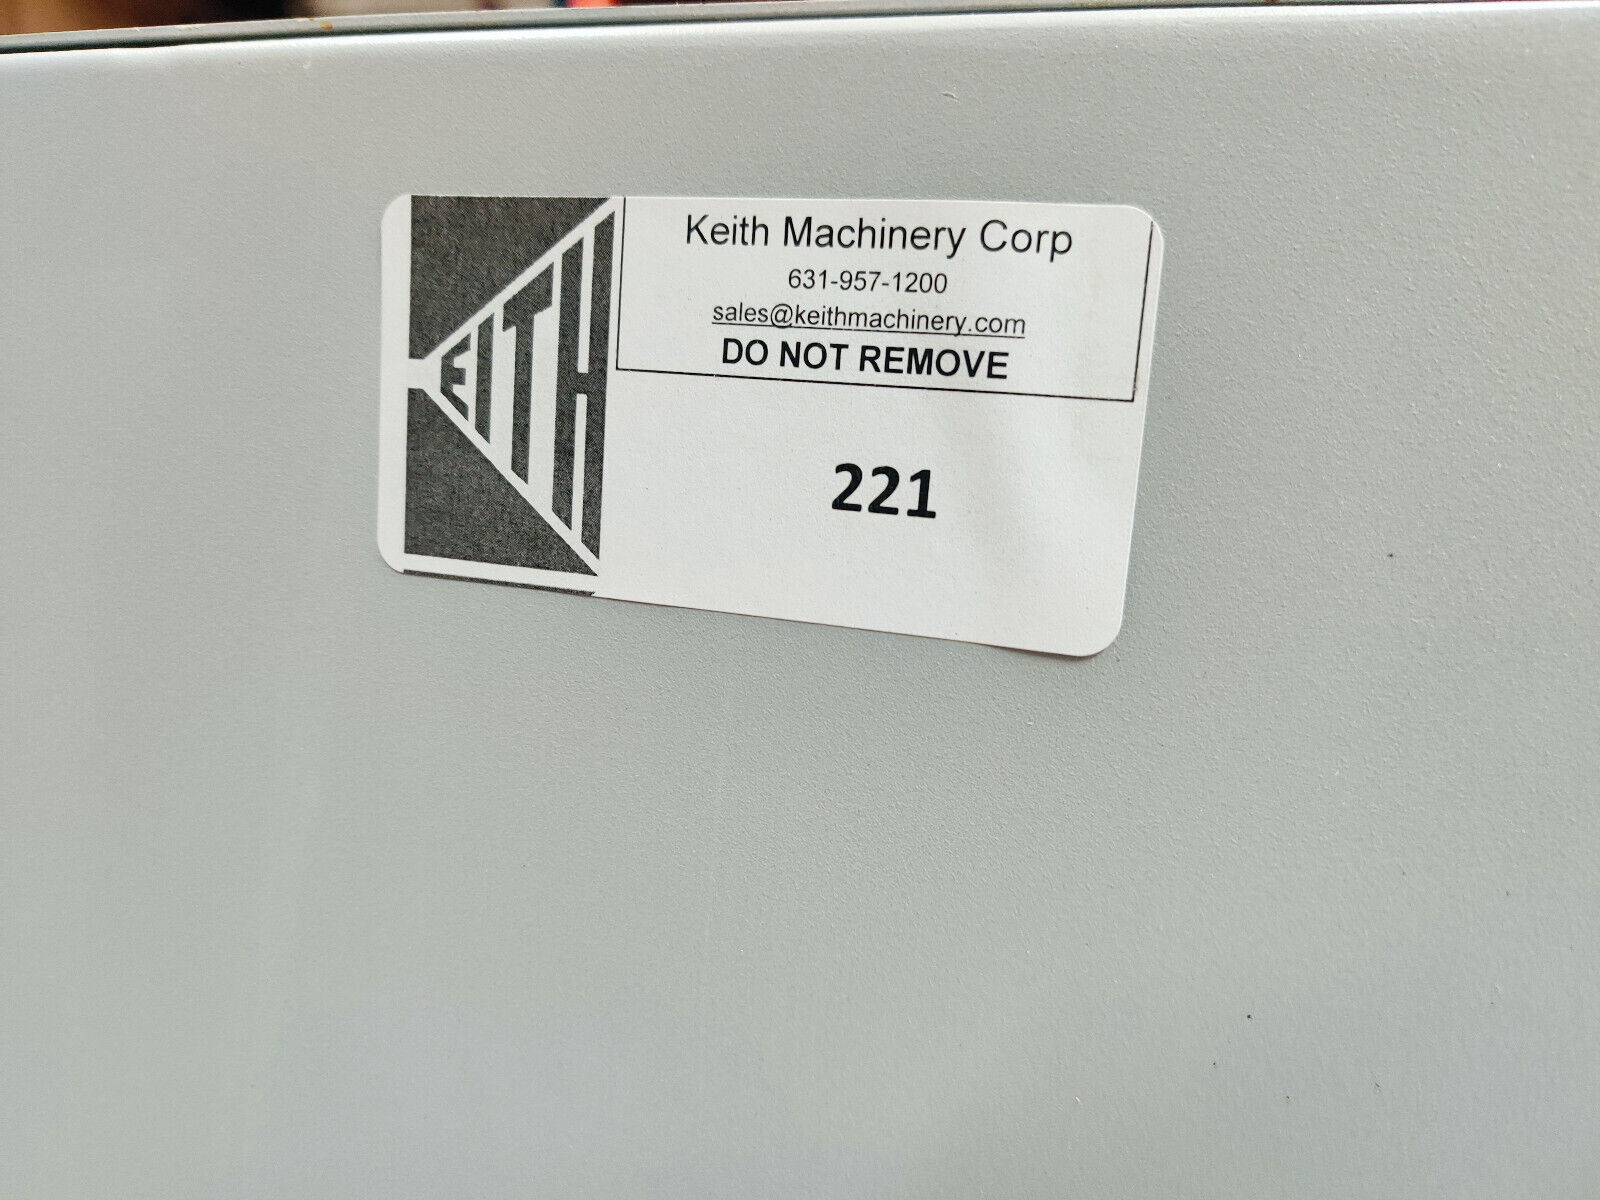 KEITH
Keith Machinery Corp
631-957-1200
sales@keithmachinery.com
DO NOT REMOVE
221